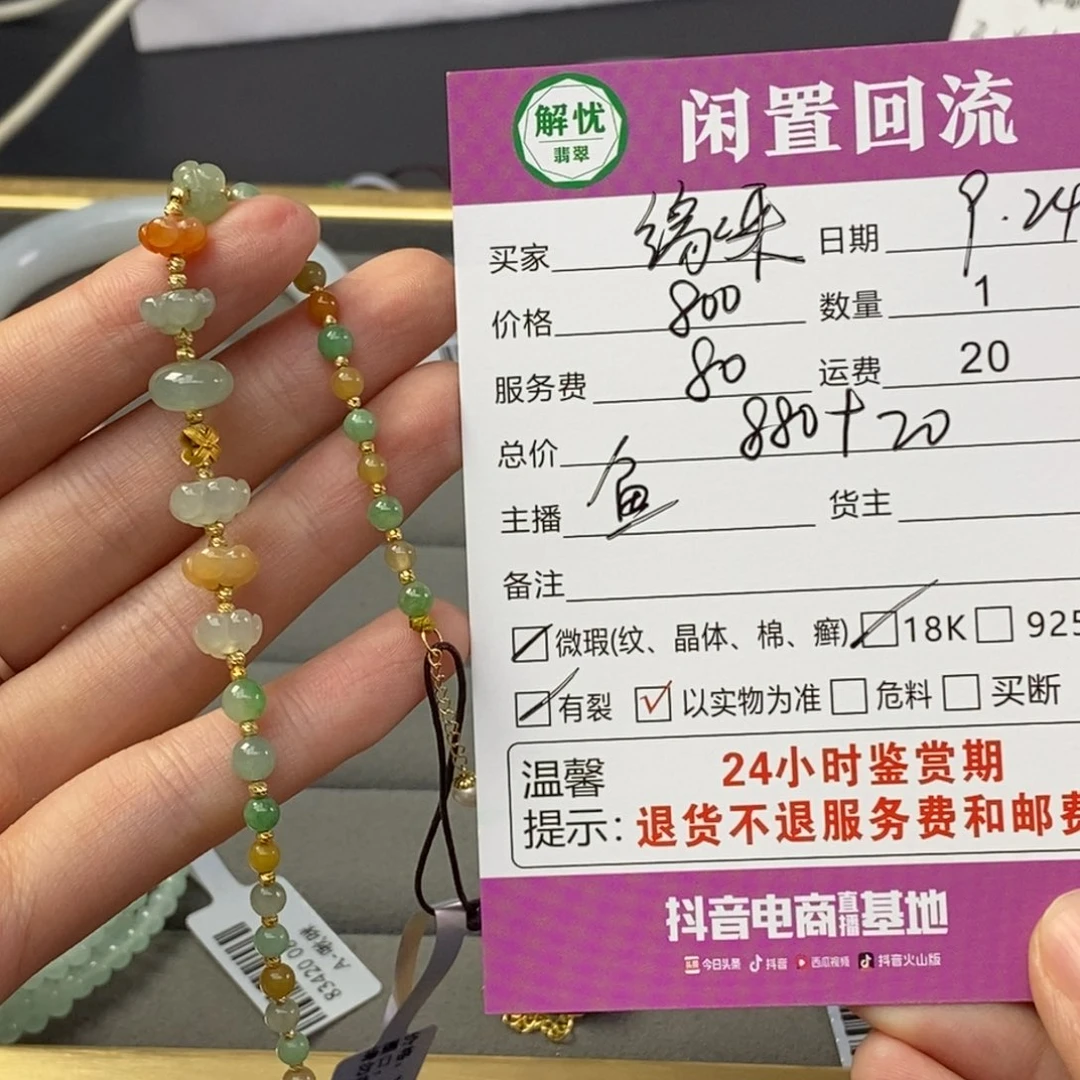 解忧
翡翠
闲置回流
买家 日期 9.24
价格 800 数量 1
服务费 80 运费 20
总价 880+20
主播 鱼 货主
备注
微瑕(纹、晶体、棉、癣) 18K 925
有裂 以实物为准 危料 买断
温馨提示:
24小时鉴赏期
退货不退服务费和邮费
抖音电商直播基地
今日头条 抖音 西瓜视频 抖音火山版
83420